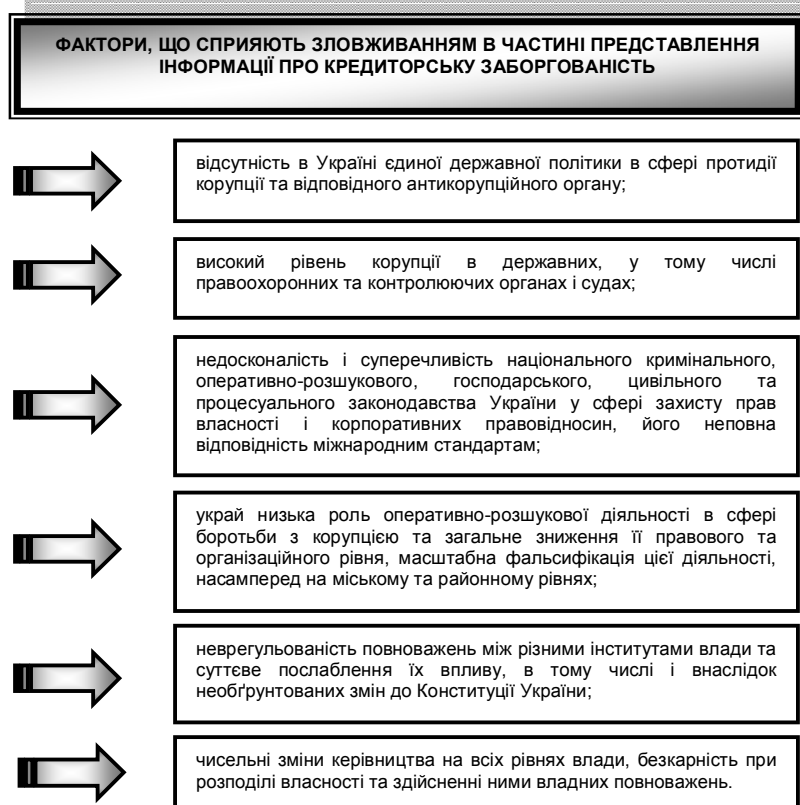 ФАКТОРИ, ЩО СПРИЯЮТЬ ЗЛОВЖИВАННЯМ В ЧАСТИНІ ПРЕДСТАВЛЕННЯ
ІНФОРМАЦІЇ ПРО КРЕДИТОРСЬКУ ЗАБОРГОВАНІСТЬ
відсутність в Україні єдиної державної політики в сфері протидії
корупції та відповідного антикорупційного органу;
високий рівень корупції в державних, у тому числі
правоохоронних та контролюючих органах і судах;
недосконалість і суперечливість національного кримінального,
оперативно-розшукового, господарського, цивільного та
процесуального законодавства України у сфері захисту прав
власності і корпоративних правовідносин, його неповна
відповідність міжнародним стандартам;
украй низька роль оперативно-розшукової діяльності в сфері
боротьби з корупцією та загальне зниження її правового та
організаційного рівня, масштабна фальсифікація цієї діяльності,
насамперед на міському та районному рівнях;
неврегульованість повноважень між різними інститутами влади та
суттєве послаблення їх впливу, в тому числі і внаслідок
необґрунтованих змін до Конституції України;
чисельні зміни керівництва на всіх рівнях влади, безкарність при
розподілі власності та здійсненні ними владних повноважень.